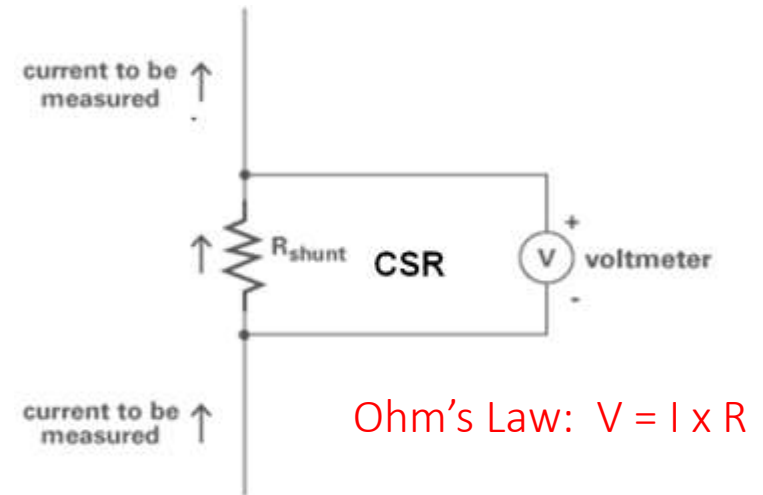 current to be
measured
+
Rshunt
CSR
V
voltmeter
-
current to be
measured
Ohm's Law: V = I x R